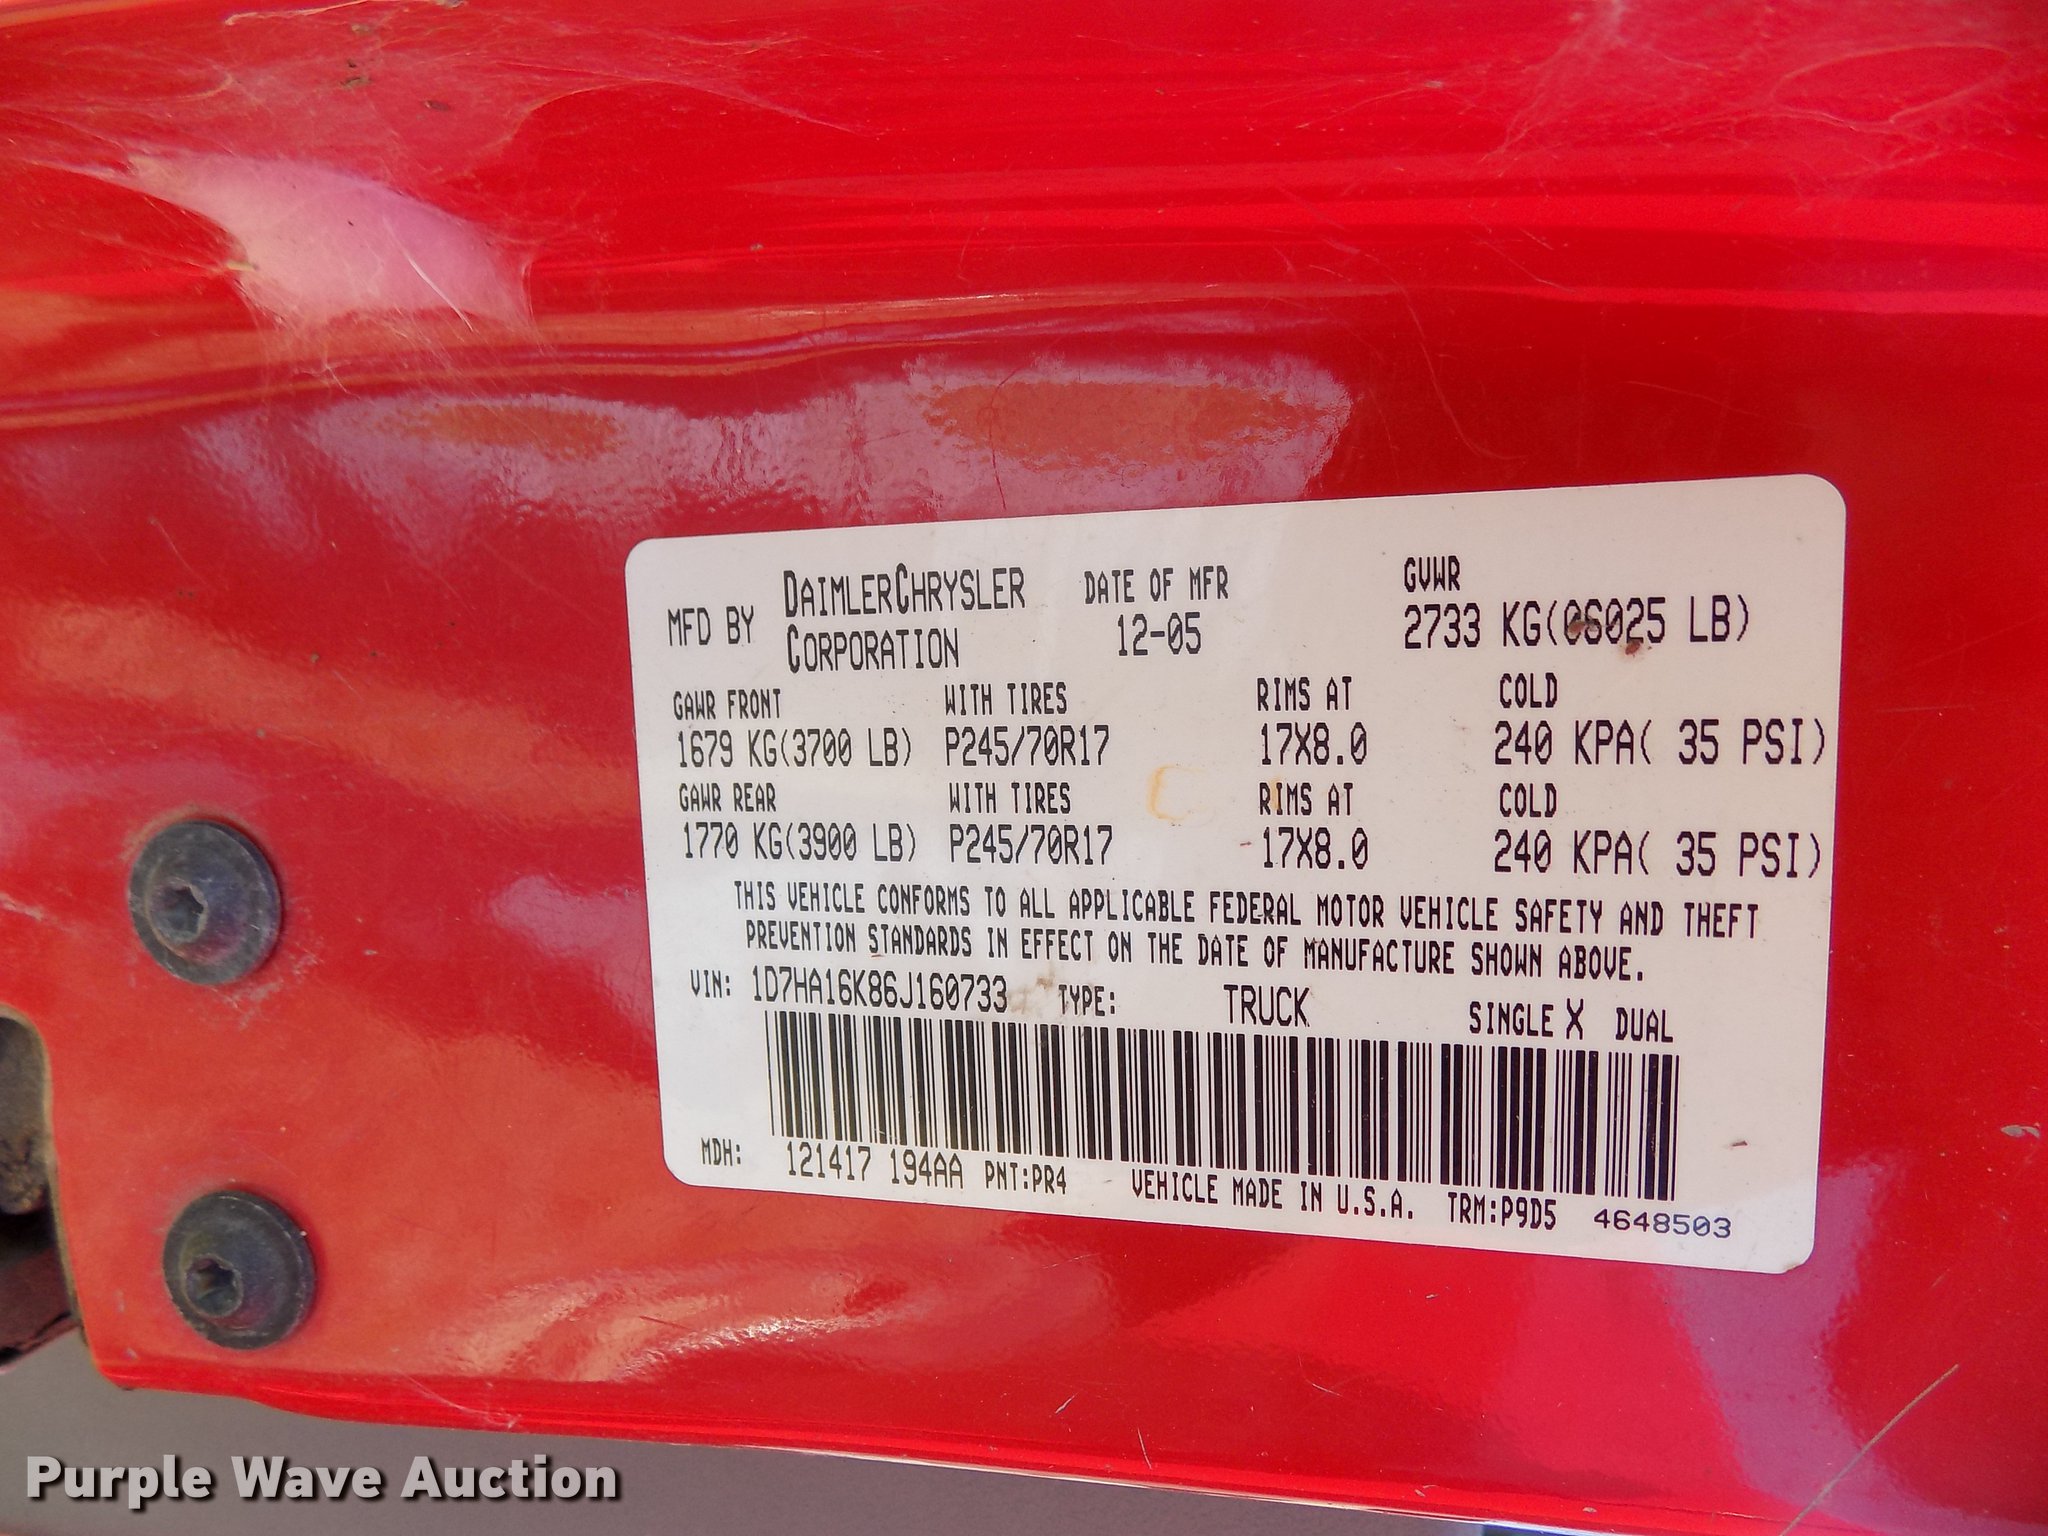 MFD BY DAIMLERCHRYSLER CORPORATION
DATE OF MFR
12-05
GVWR
2733 KG(06025 LB)
GAWR FRONT WITH TIRES RIMS AT COLD
1679 KG(3700 LB) P245/70R17 17X8.0 240 KPA( 35 PSI)
GAWR REAR WITH TIRES RIMS AT COLD
1770 KG(3900 LB) P245/70R17 17X8.0 240 KPA( 35 PSI)
THIS VEHICLE CONFORMS TO ALL APPLICABLE FEDERAL MOTOR VEHICLE SAFETY AND THEFT
PREVENTION STANDARDS IN EFFECT ON THE DATE OF MANUFACTURE SHOWN ABOVE.
VIN: 1D7HA16K86J160733 TYPE: TRUCK SINGLE X DUAL
MDH: 121417 194AA PNT:PR4 VEHICLE MADE IN U.S.A. TRM:P9D5 4648503
Purple Wave Auction